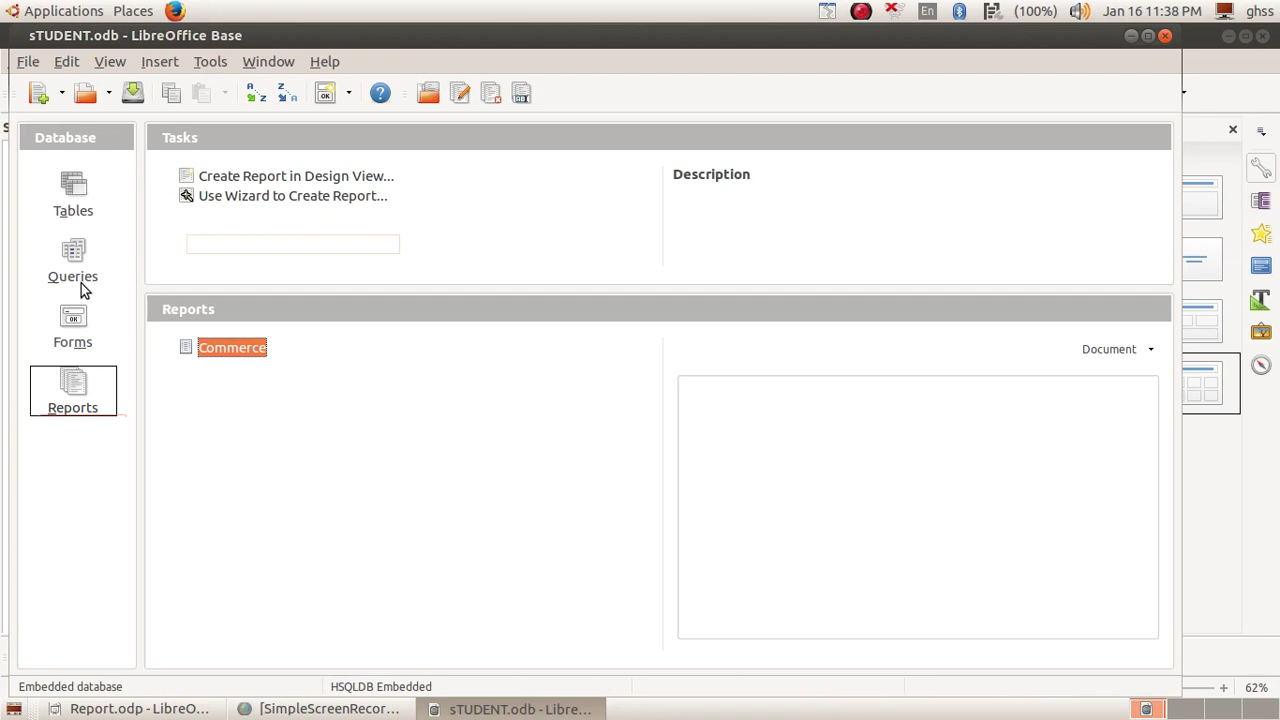 Applications Places En (100%) Jan 16 11:38 PM ghss
sTUDENT.odb - LibreOffice Base
File Edit View Insert Tools Window Help
Database
Tables
Queries
Forms
Reports
Tasks
Create Report in Design View...
Use Wizard to Create Report...
Description
Reports
Commerce
Document
Embedded database HSQLDB Embedded
62%
Report.odp - LibreO... [SimpleScreenRecor... sTUDENT.odb - Libre...